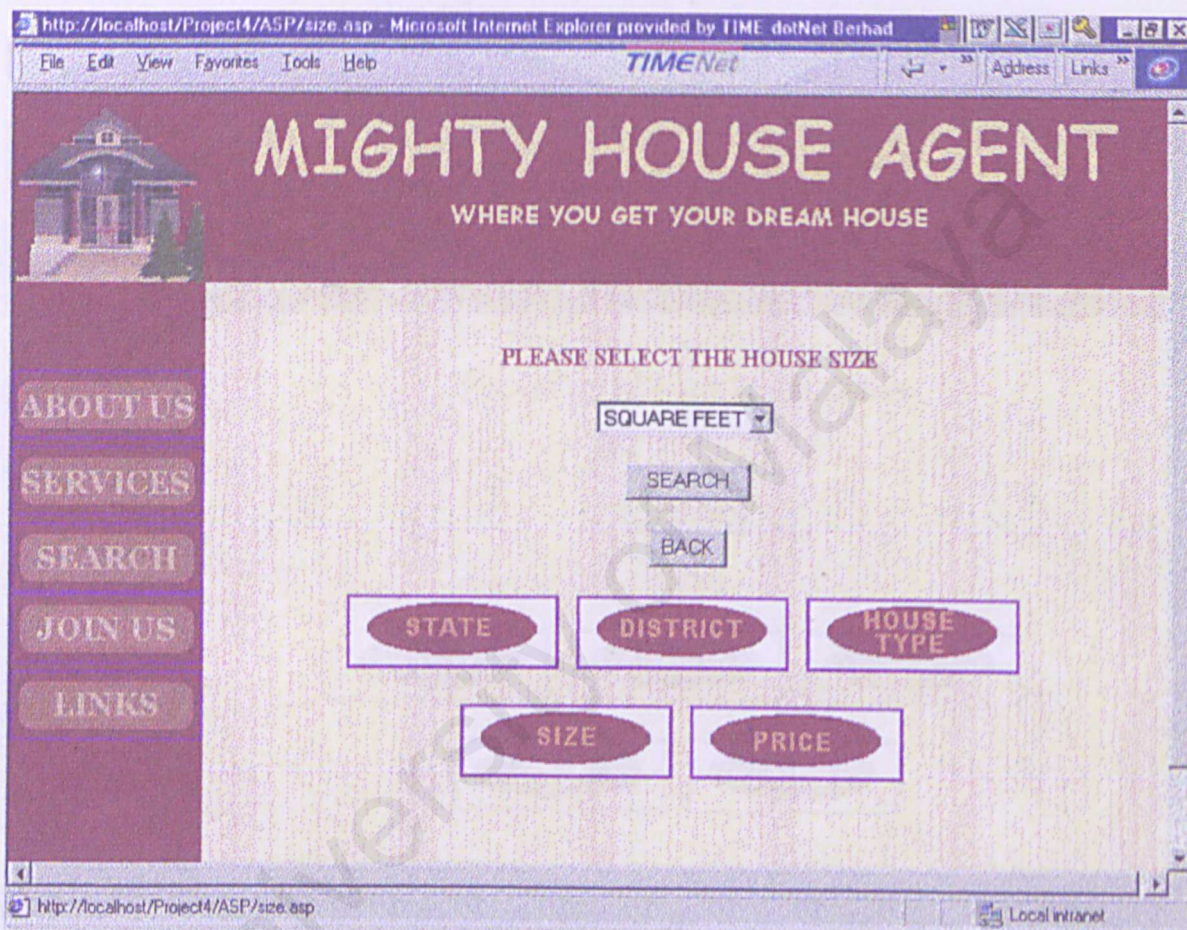 http://localhost/Project4/ASP/size.asp - Microsoft Internet Explorer provided by TIME dotNet Berhad
File Edit View Favorites Tools Help TIMENet Address Links
MIGHTY HOUSE AGENT
WHERE YOU GET YOUR DREAM HOUSE
ABOUT US
SERVICES
SEARCH
JOIN US
LINKS
PLEASE SELECT THE HOUSE SIZE
SQUARE FEET
SEARCH
BACK
STATE DISTRICT HOUSE TYPE
SIZE PRICE
http://localhost/Project4/ASP/size.asp Local intranet
University of Malaya